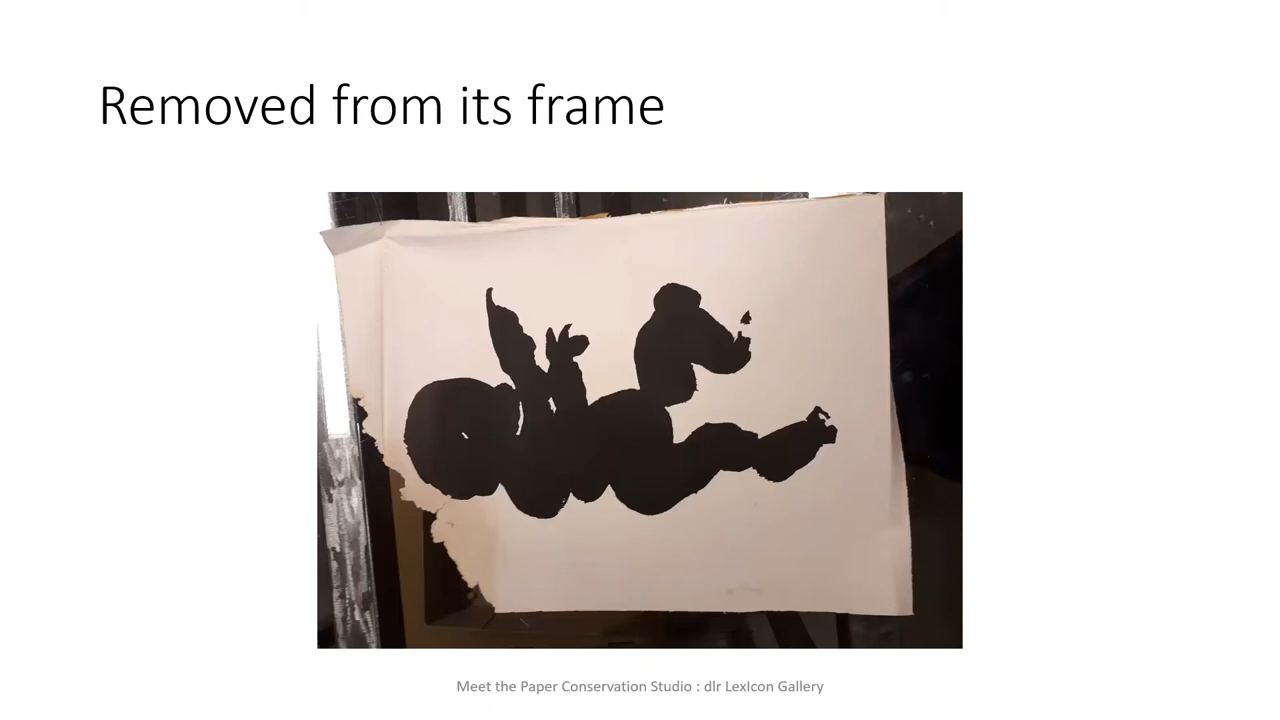 Removed from its frame
Meet the Paper Conservation Studio : dlr LexIcon Gallery